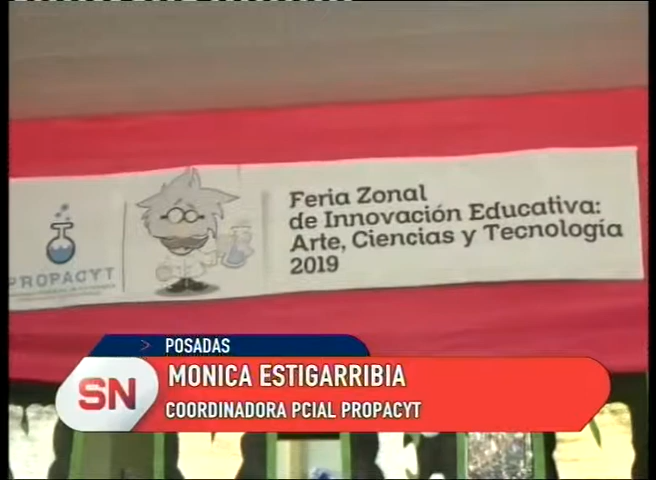 Feria Zonal
de Innovación Educativa:
Arte, Ciencias y Tecnología
2019
PROPACYT
> POSADAS
SN
MONICA ESTIGARRIBIA
COORDINADORA PCIAL PROPACYT